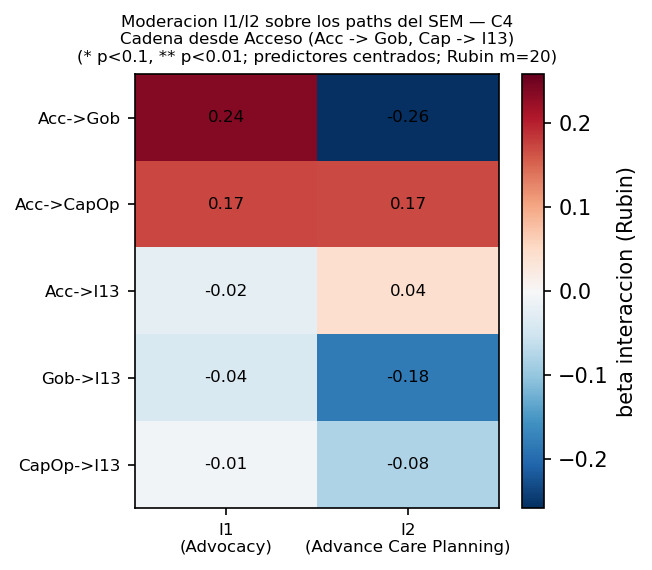 Moderacion I1/I2 sobre los paths del SEM — C4
Cadena desde Acceso (Acc -> Gob, Cap -> I13)
(* p<0.1, ** p<0.01; predictores centrados; Rubin m=20)
Acc->Gob
0.24
-0.26
Acc->CapOp
0.17
0.17
Acc->I13
-0.02
0.04
Gob->I13
-0.04
-0.18
CapOp->I13
-0.01
-0.08
I1
(Advocacy)
I2
(Advance Care Planning)
0.2
0.1
0.0
−0.1
−0.2
beta interaccion (Rubin)